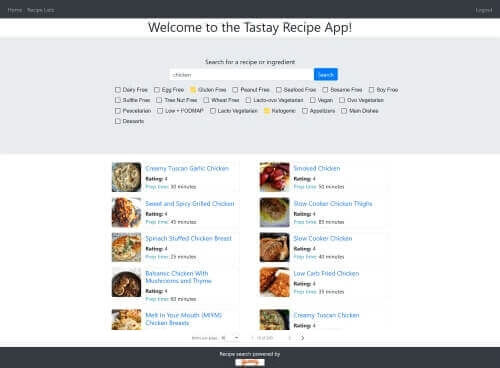 Home Recipe Lists Logout
Welcome to the Tastay Recipe App!
Search for a recipe or ingredient
chicken Search
Dairy Free Egg Free Gluten Free Peanut Free Seafood Free Sesame Free Soy Free
Sulfite Free Tree Nut Free Wheat Free Lacto-ovo Vegetarian Vegan Ovo Vegetarian
Pescetarian Low • FODMAP Lacto Vegetarian Ketogenic Appetizers Main Dishes
Desserts
Creamy Tuscan Garlic Chicken
Rating: 4
Prep time: 30 minutes
Smoked Chicken
Rating: 4
Prep time: 50 minutes
Sweet and Spicy Grilled Chicken
Rating: 4
Prep time: 45 minutes
Slow Cooker Chicken Thighs
Rating: 4
Prep time: 85 minutes
Spinach Stuffed Chicken Breast
Rating: 4
Prep time: 25 minutes
Slow Cooker Chicken
Rating: 4
Prep time: 40 minutes
Balsamic Chicken With
Mushrooms and Thyme
Rating: 4
Prep time: 60 minutes
Low Carb Fried Chicken
Rating: 4
Prep time: 35 minutes
Melt In Your Mouth (MIYM)
Chicken Breasts
Rating: 4
Creamy Tuscan Chicken
Rating: 4
Items per page:
Recipe search powered by